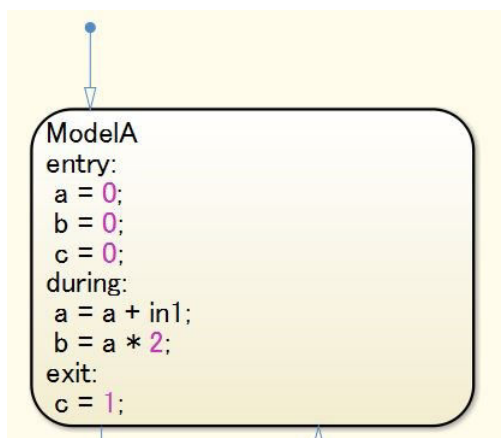 ModelA
entry:
a = 0;
b = 0;
c = 0;
during:
a = a + in1;
b = a * 2;
exit:
c = 1;